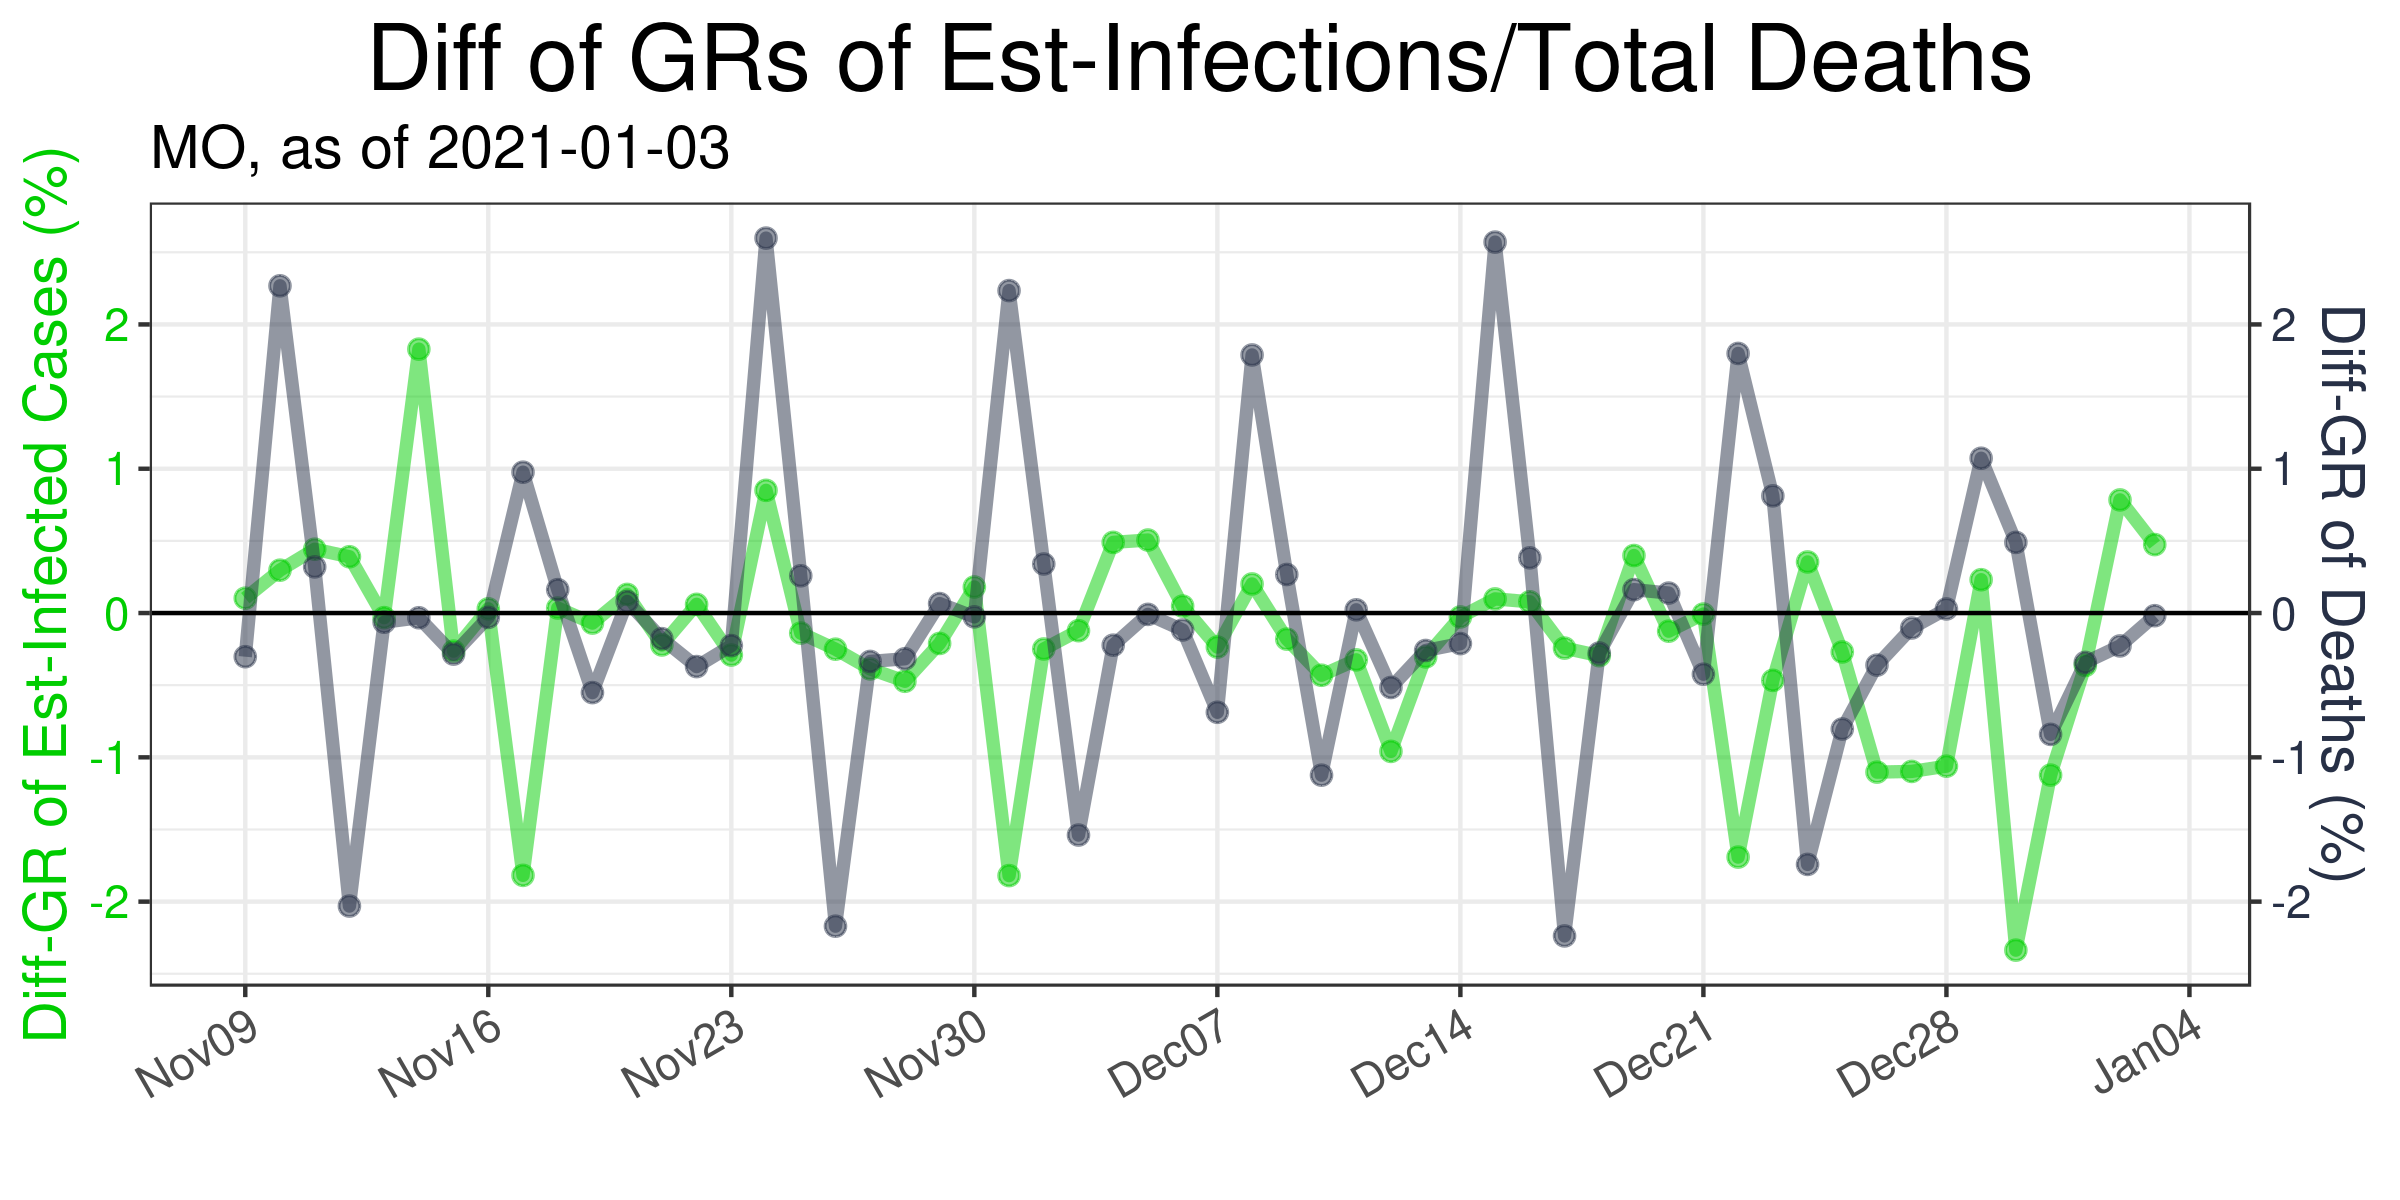 Diff of GRs of Est-Infections/Total Deaths
MO, as of 2021-01-03
Diff-GR of Est-Infected Cases (%)
2
1
0
-1
-2
2
1
0
-1
-2
Diff-GR of Deaths (%)
Nov09
Nov16
Nov23
Nov30
Dec07
Dec14
Dec21
Dec28
Jan04